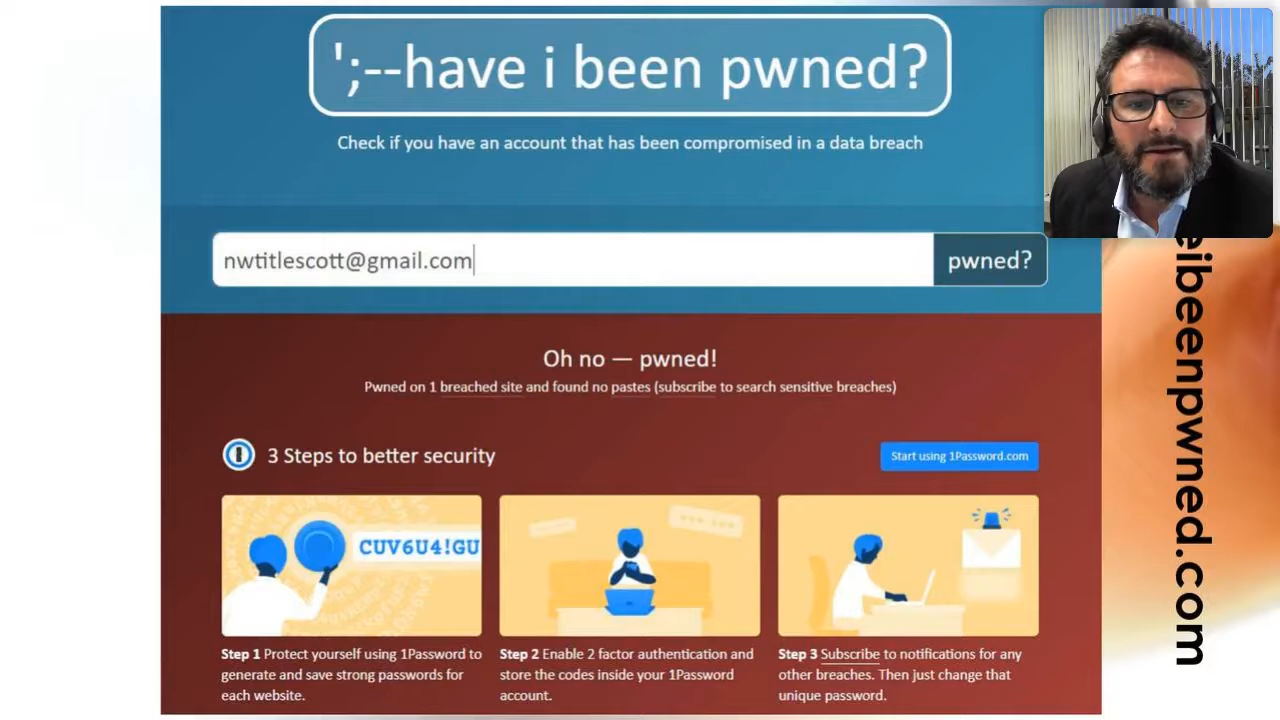 ';--have i been pwned?
Check if you have an account that has been compromised in a data breach
nwtitlescott@gmail.com
pwned?
Oh no — pwned!
Pwned on 1 breached site and found no pastes (subscribe to search sensitive breaches)
3 Steps to better security
Start using 1Password.com
CUV6U4!GU
Step 1 Protect yourself using 1Password to
generate and save strong passwords for
each website.
Step 2 Enable 2 factor authentication and
store the codes inside your 1Password
account.
Step 3 Subscribe to notifications for any
other breaches. Then just change that
unique password.
eibeenpwned.com